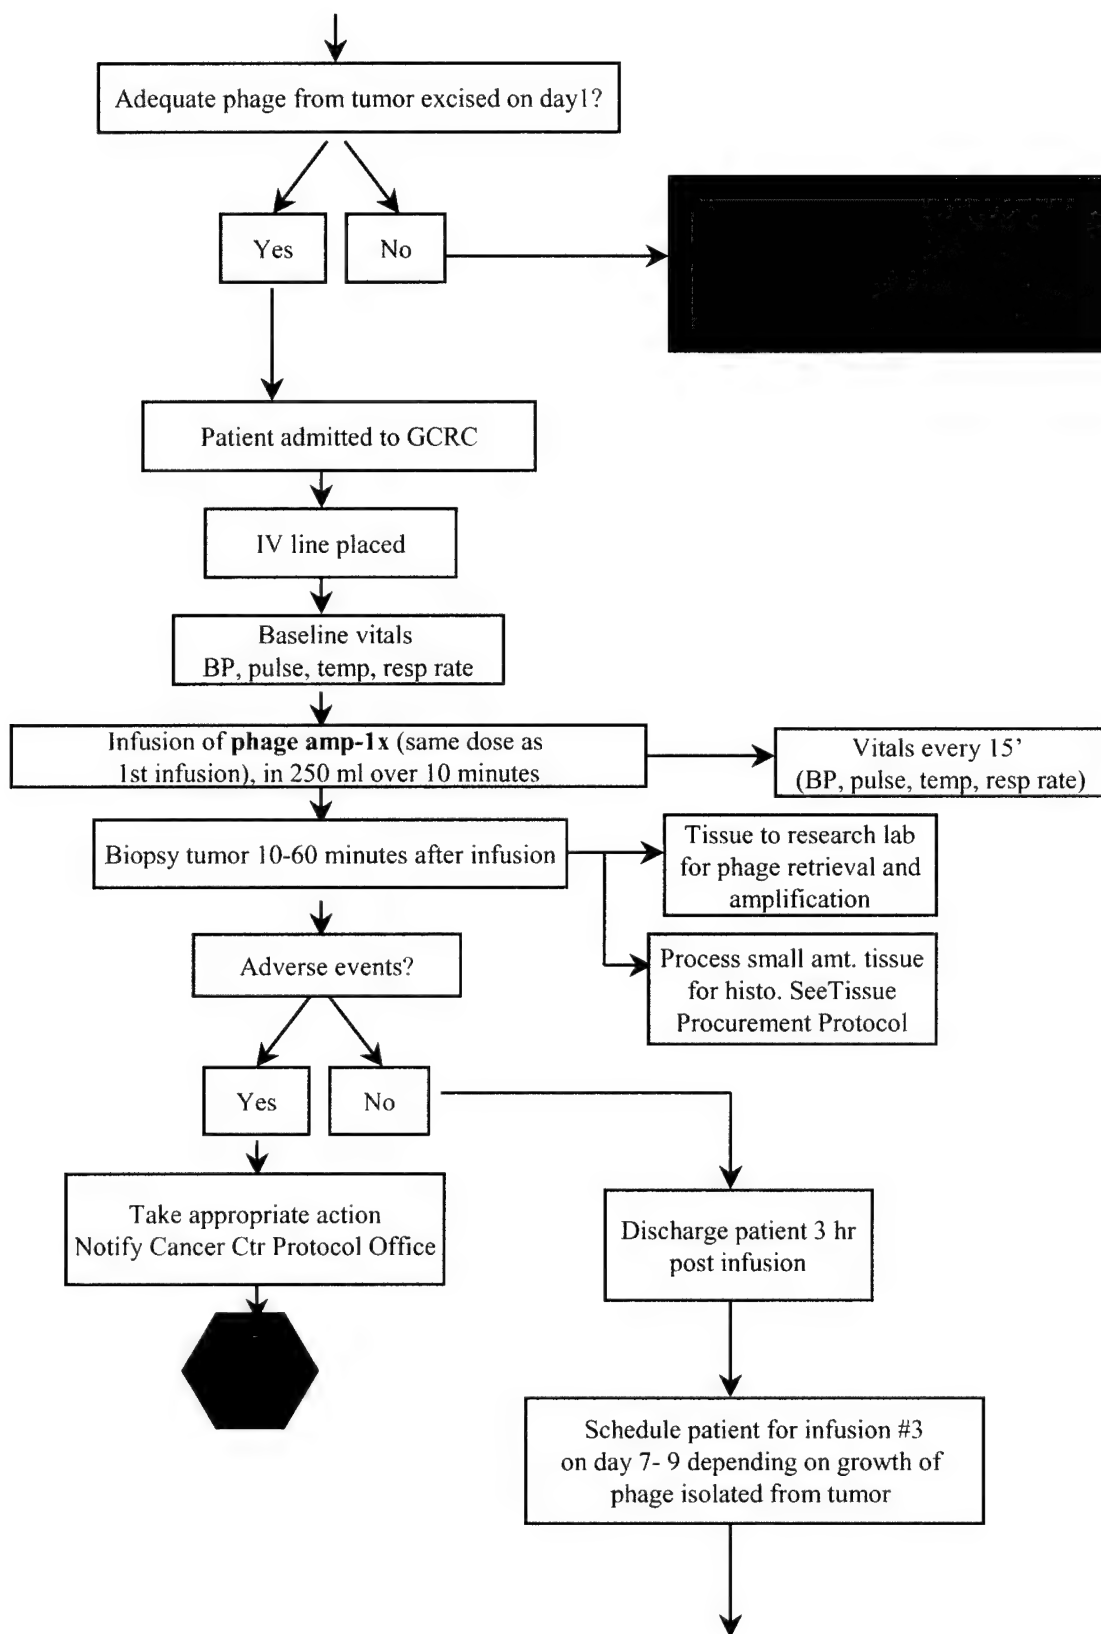 Adequate phage from tumor excised on day1?
Yes
No
Patient admitted to GCRC
IV line placed
Baseline vitals
BP, pulse, temp, resp rate
Infusion of phage amp-1x (same dose as
1st infusion), in 250 ml over 10 minutes
Vitals every 15’
(BP, pulse, temp, resp rate)
Biopsy tumor 10-60 minutes after infusion
Tissue to research lab
for phage retrieval and
amplification
Process small amt. tissue
for histo. SeeTissue
Procurement Protocol
Adverse events?
Yes
No
Take appropriate action
Notify Cancer Ctr Protocol Office
Discharge patient 3 hr
post infusion
Schedule patient for infusion #3
on day 7- 9 depending on growth of
phage isolated from tumor